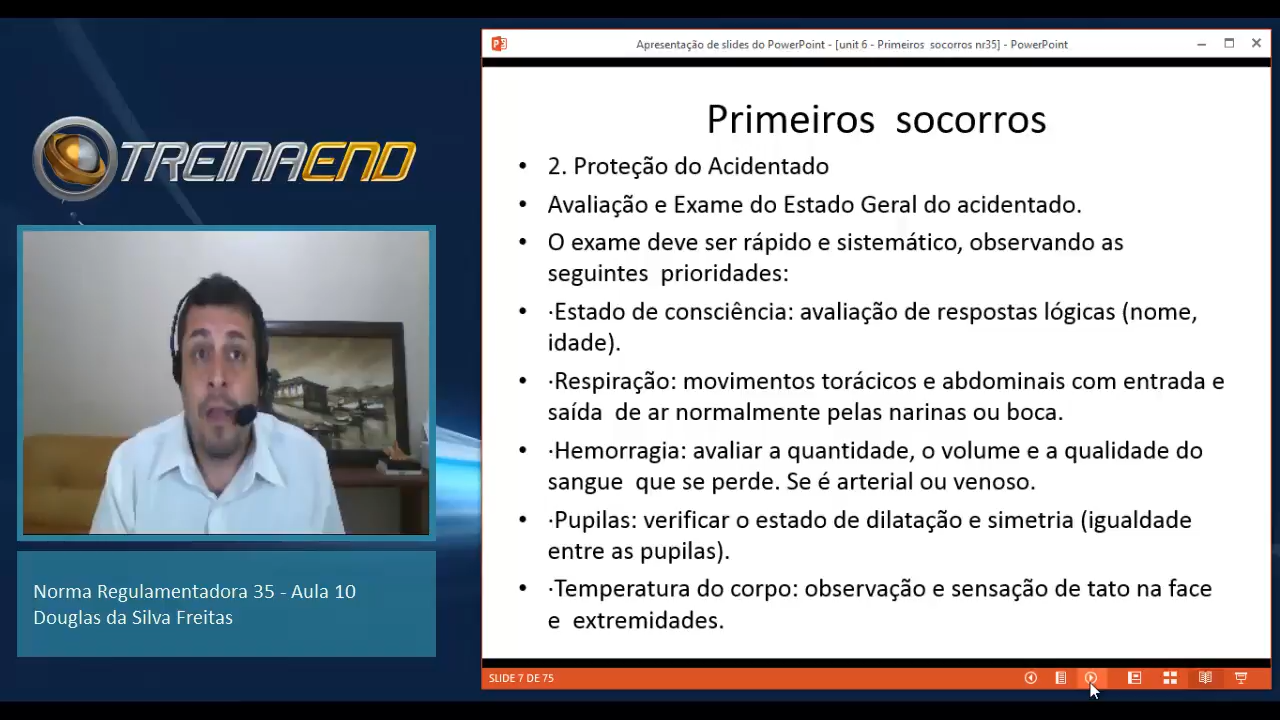 TREINAEND
Norma Regulamentadora 35 - Aula 10
Douglas da Silva Freitas
Apresentação de slides do PowerPoint - [unit 6 - Primeiros  socorros nr35] - PowerPoint
Primeiros  socorros
• 2. Proteção do Acidentado
• Avaliação e Exame do Estado Geral do acidentado.
• O exame deve ser rápido e sistemático, observando as
seguintes  prioridades:
• ·Estado de consciência: avaliação de respostas lógicas (nome,
idade).
• ·Respiração: movimentos torácicos e abdominais com entrada e
saída  de ar normalmente pelas narinas ou boca.
• ·Hemorragia: avaliar a quantidade, o volume e a qualidade do
sangue  que se perde. Se é arterial ou venoso.
• ·Pupilas: verificar o estado de dilatação e simetria (igualdade
entre as pupilas).
• ·Temperatura do corpo: observação e sensação de tato na face
e  extremidades.
SLIDE 7 DE 75